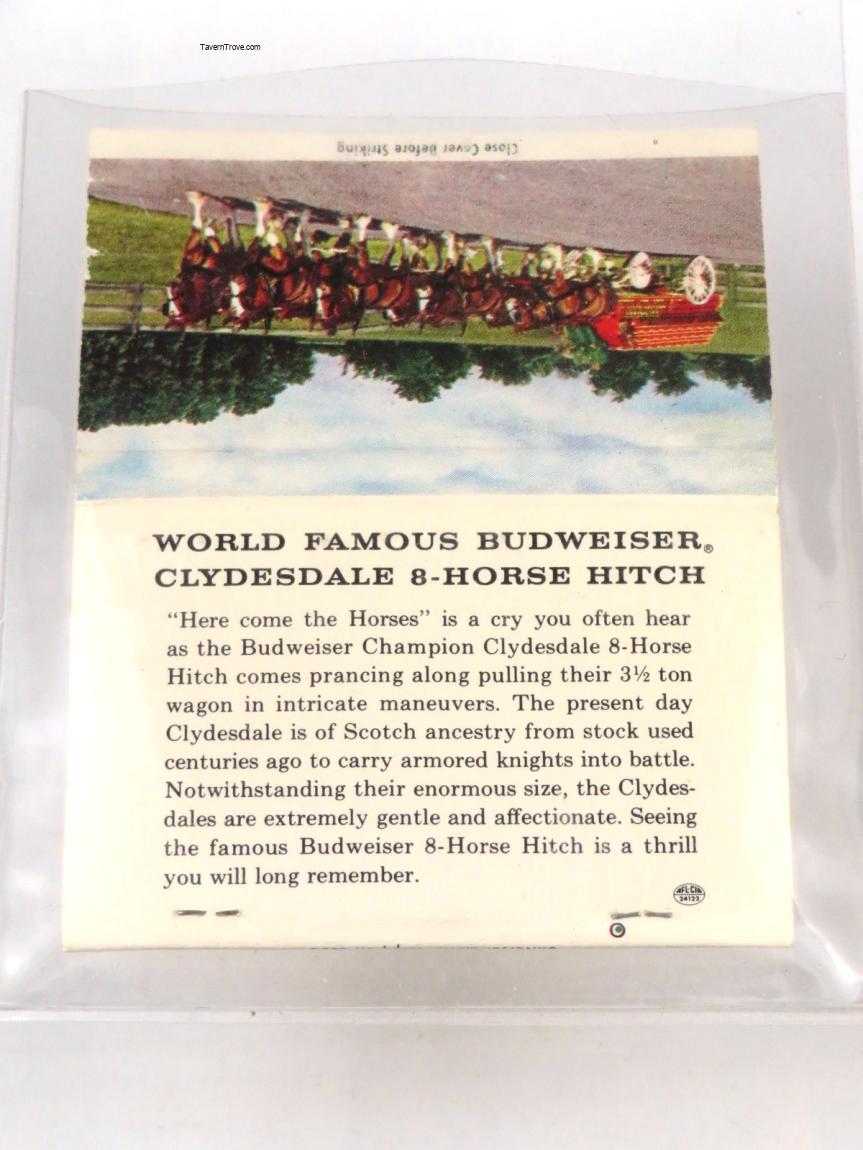 TavernTrove.com
Close Cover Before Striking
WORLD FAMOUS BUDWEISER®
CLYDESDALE 8-HORSE HITCH
“Here come the Horses” is a cry you often hear
as the Budweiser Champion Clydesdale 8-Horse
Hitch comes prancing along pulling their 3½ ton
wagon in intricate maneuvers. The present day
Clydesdale is of Scotch ancestry from stock used
centuries ago to carry armored knights into battle.
Notwithstanding their enormous size, the Clydes-
dales are extremely gentle and affectionate. Seeing
the famous Budweiser 8-Horse Hitch is a thrill
you will long remember.
AFL-CIO
24122